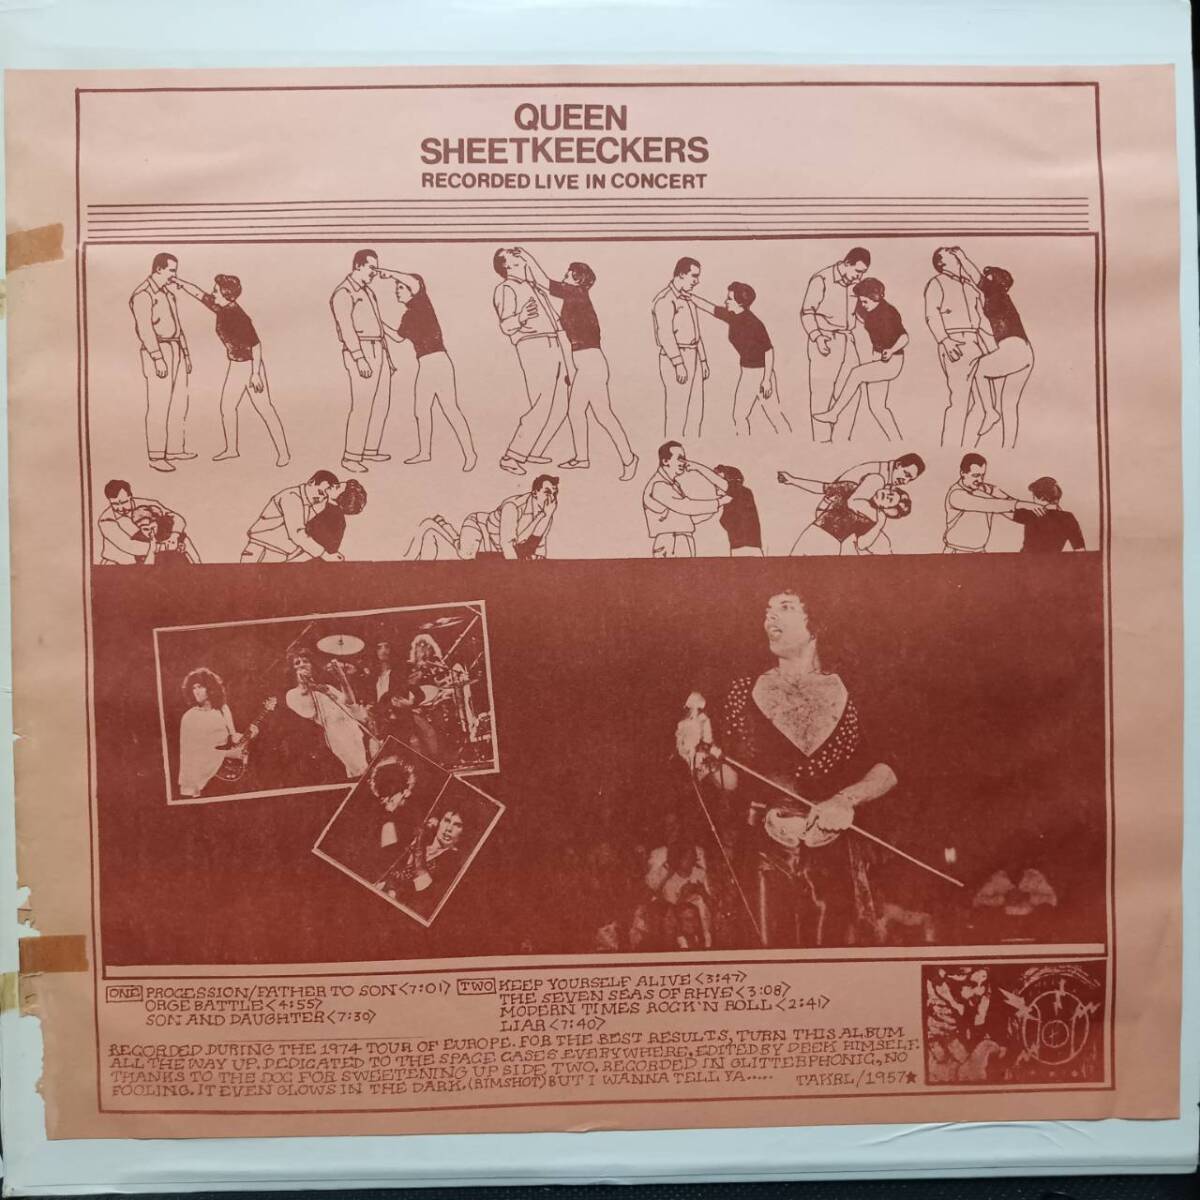 QUEEN
SHEETKEECKERS
RECORDED LIVE IN CONCERT
ONE PROCESSION/FATHER TO SON <7:01>
ORGE BATTLE <4:55>
SON AND DAUGHTER <7:30>
TWO KEEP YOURSELF ALIVE <3:47>
THE SEVEN SEAS OF RHYE <3:08>
MODERN TIMES ROCK'N ROLL <2:41>
LIAR <7:40>
RECORDED DURING THE 1974 TOUR OF EUROPE. FOR THE BEST RESULTS, TURN THIS ALBUM
ALL THE WAY UP. DEDICATED TO THE SPACE CASES EVERYWHERE. EDITED BY DEEK HIMSELF.
THANKS TO THE DOC FOR SWEETENING UP SIDE TWO. RECORDED IN GLITTERPHONIC, NO
FOOLING. IT EVEN GLOWS IN THE DARK. (RIMSHOT) BUT I WANNA TELL YA..... TAKRL/1957★